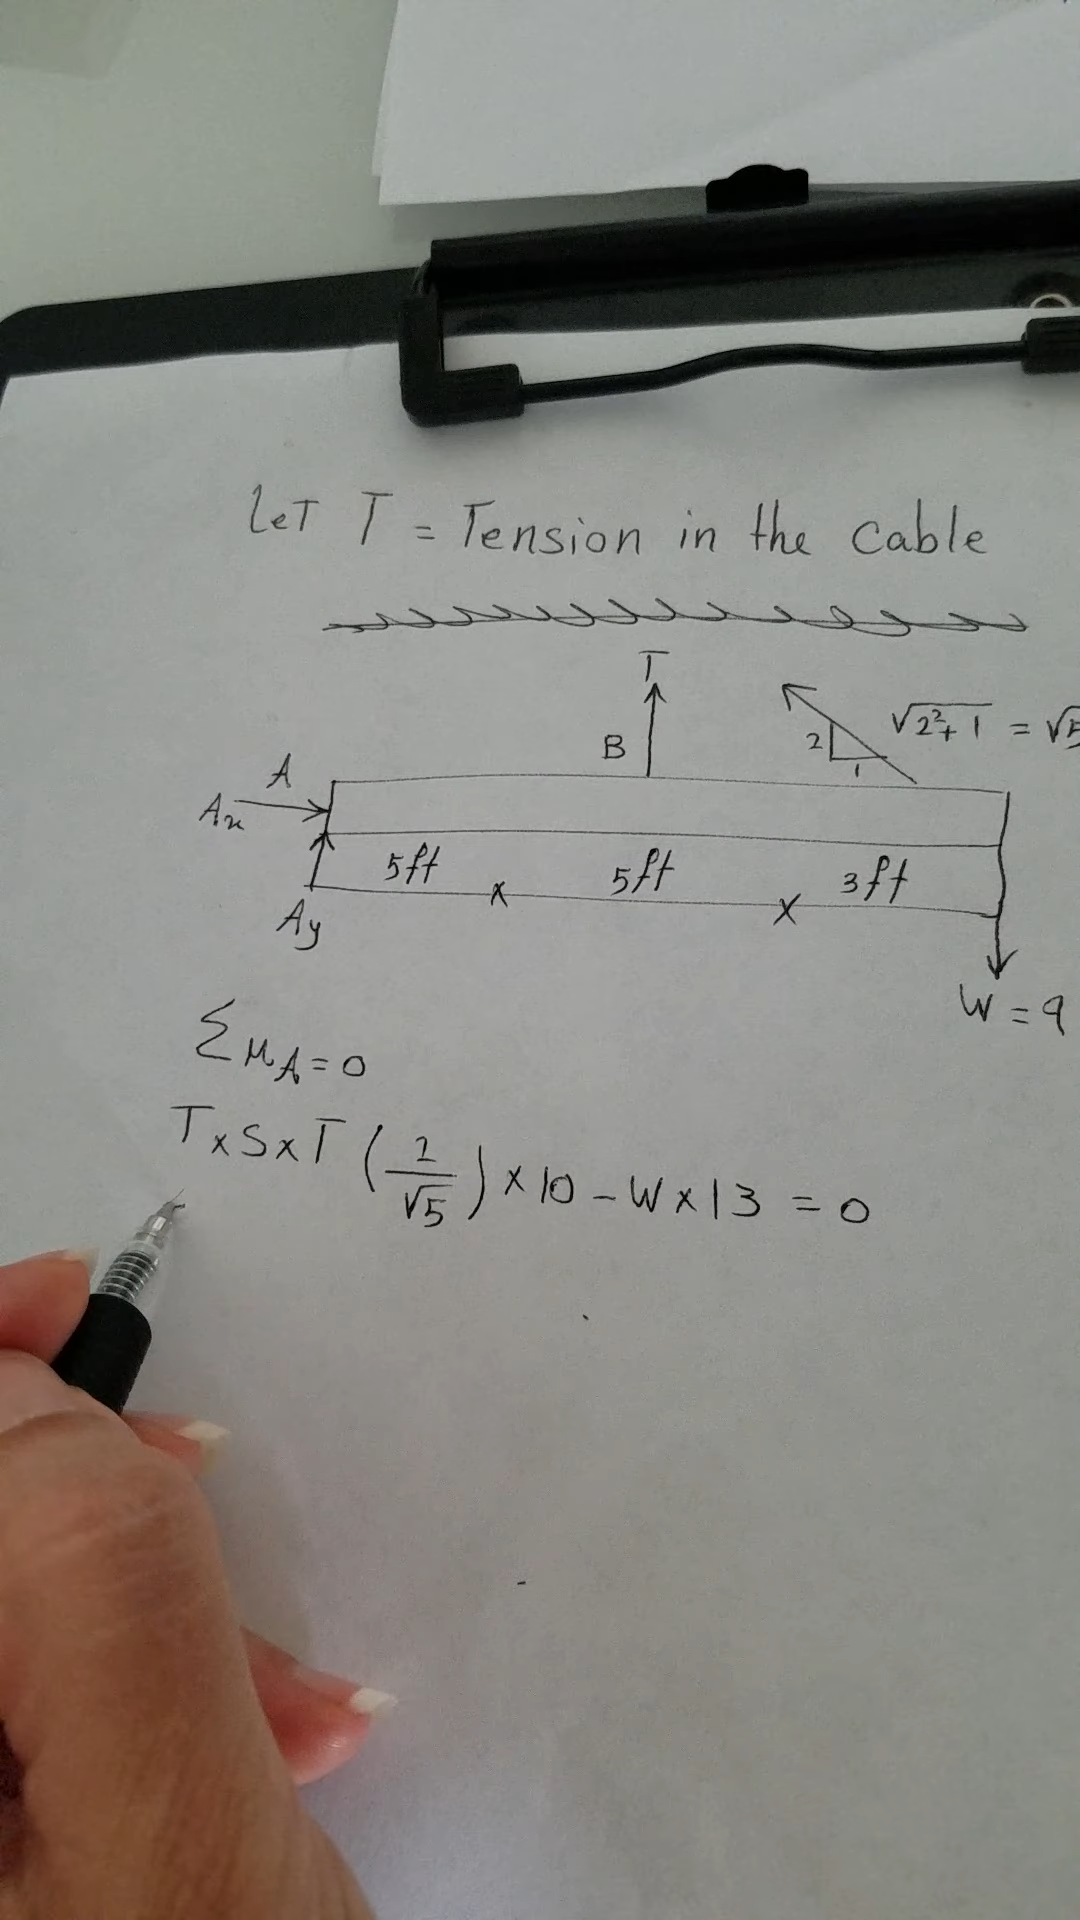 LeT T = Tension in the cable
T
B
2
1
√2²+1 = √5
A
Ax
5ft
5ft
3ft
Ay
W = 9
ΣMA=0
Tx5xT (2/√5) x 10 - W x 13 = 0